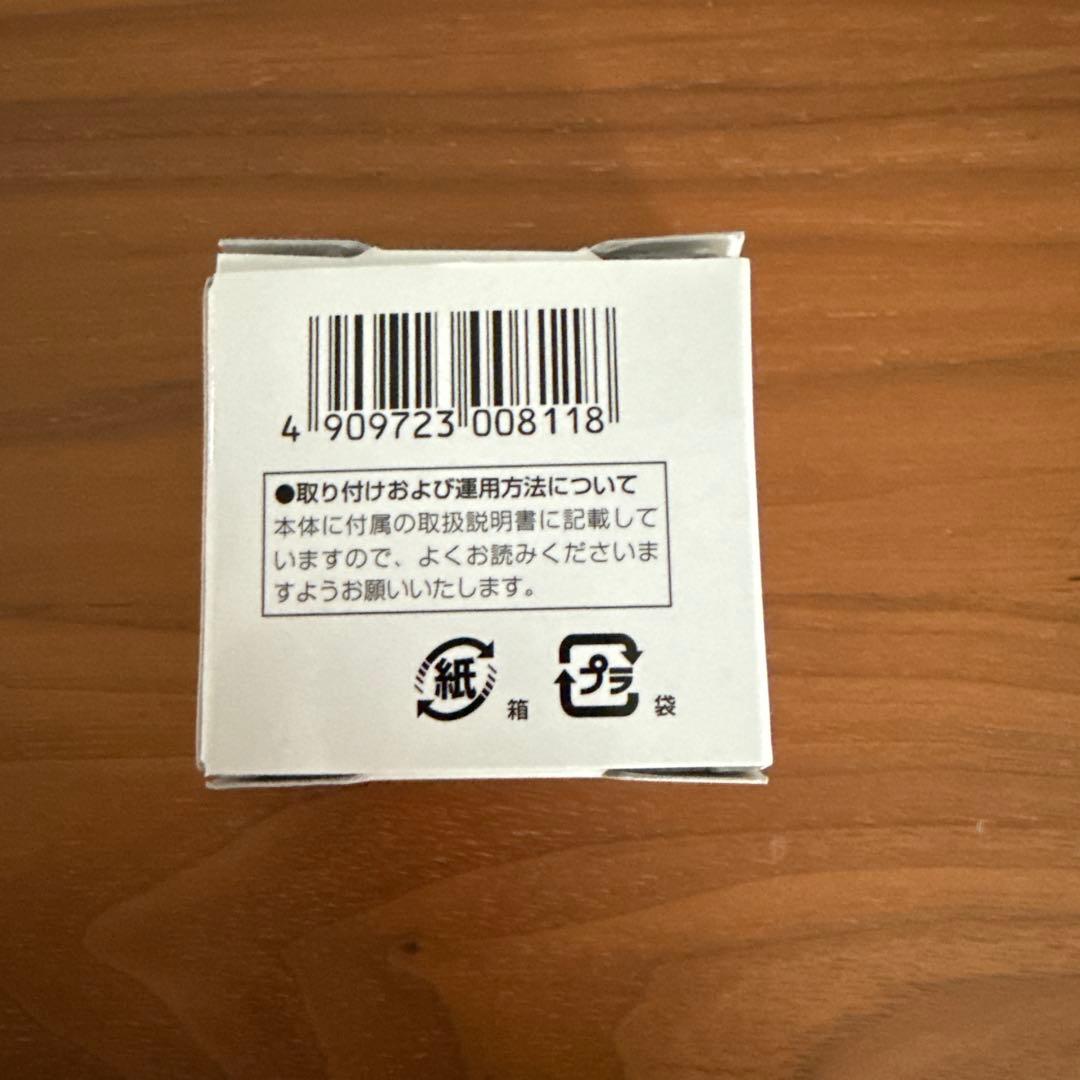 4 909723 008118
●取り付けおよび運用方法について
本体に付属の取扱説明書に記載して
いますので、よくお読みくださいま
すようお願いいたします。
紙 箱 プラ 袋